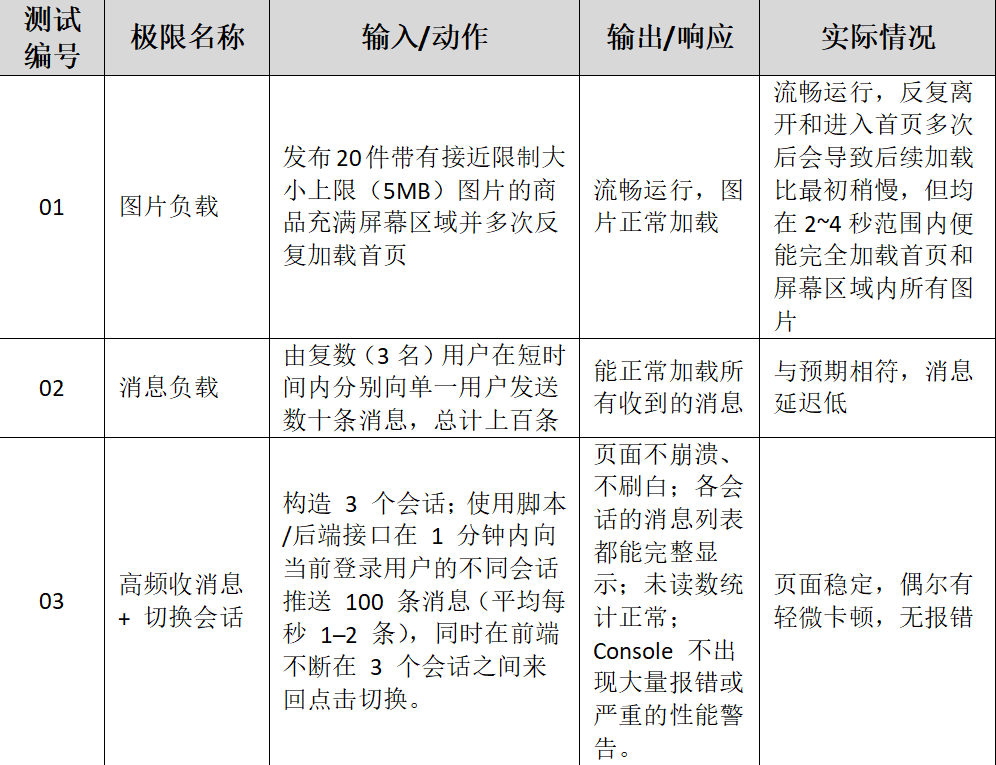 测试
编号
极限名称
输入/动作
输出/响应
实际情况
01
图片负载
发布20件带有接近限制大
小上限（5MB）图片的商
品充满屏幕区域并多次反
复加载首页
流畅运行，图
片正常加载
流畅运行，反复离
开和进入首页多次
后会导致后续加载
比最初稍慢，但均
在2~4秒范围内便
能完全加载首页和
屏幕区域内所有图
片
02
消息负载
由复数（3名）用户在短时
间内分别向单一用户发送
数十条消息，总计上百条
能正常加载所
有收到的消息
与预期相符，消息
延迟低
03
高频收消息
+ 切换会话
构造 3 个会话；使用脚本
/后端接口在 1 分钟内向
当前登录用户的不同会话
推送 100 条消息（平均每
秒 1–2 条），同时在前端
不断在 3 个会话之间来
回点击切换。
页面不崩溃、
不刷白；各会
话的消息列表
都能完整显
示；未读数统
计正常；
Console 不出
现大量报错或
严重的性能警
告。
页面稳定，偶尔有
轻微卡顿，无报错